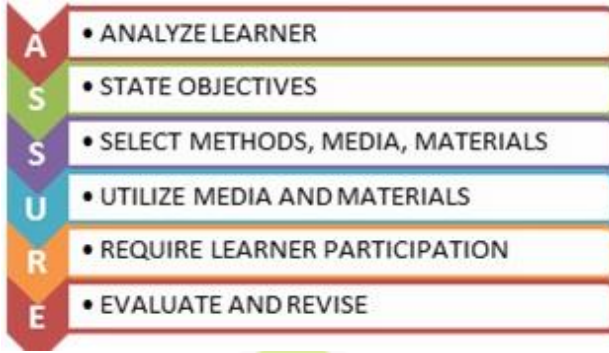 A • ANALYZE LEARNER
S • STATE OBJECTIVES
S • SELECT METHODS, MEDIA, MATERIALS
U • UTILIZE MEDIA AND MATERIALS
R • REQUIRE LEARNER PARTICIPATION
E • EVALUATE AND REVISE